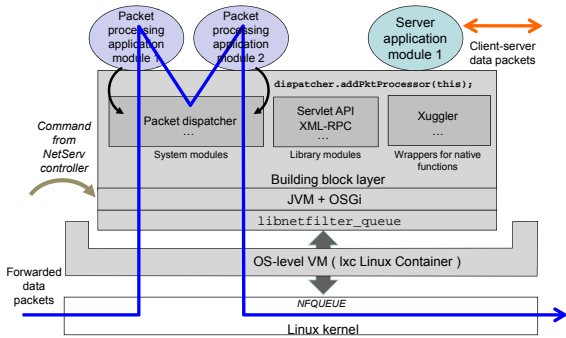 Packet
processing
application
module 1
Packet
processing
application
module 2
Server
application
module 1
Client-server
data packets
dispatcher.addPktProcessor(this);
Packet dispatcher
...
Servlet API
XML-RPC
...
Xuggler
...
System modules
Library modules
Wrappers for native
functions
Command
from
NetServ
controller
Building block layer
JVM + OSGi
libnetfilter_queue
OS-level VM ( lxc Linux Container )
Forwarded
data
packets
NFQUEUE
Linux kernel